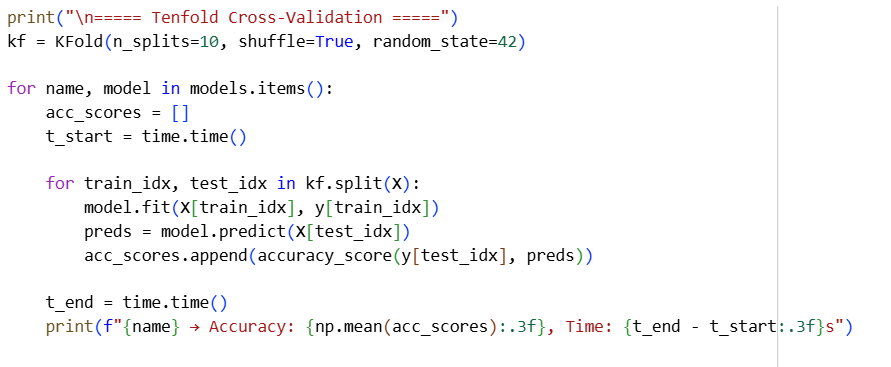 print("\n===== Tenfold Cross-Validation =====")
kf = KFold(n_splits=10, shuffle=True, random_state=42)

for name, model in models.items():
    acc_scores = []
    t_start = time.time()

    for train_idx, test_idx in kf.split(X):
        model.fit(X[train_idx], y[train_idx])
        preds = model.predict(X[test_idx])
        acc_scores.append(accuracy_score(y[test_idx], preds))

    t_end = time.time()
    print(f"{name} → Accuracy: {np.mean(acc_scores):.3f}, Time: {t_end - t_start:.3f}s")